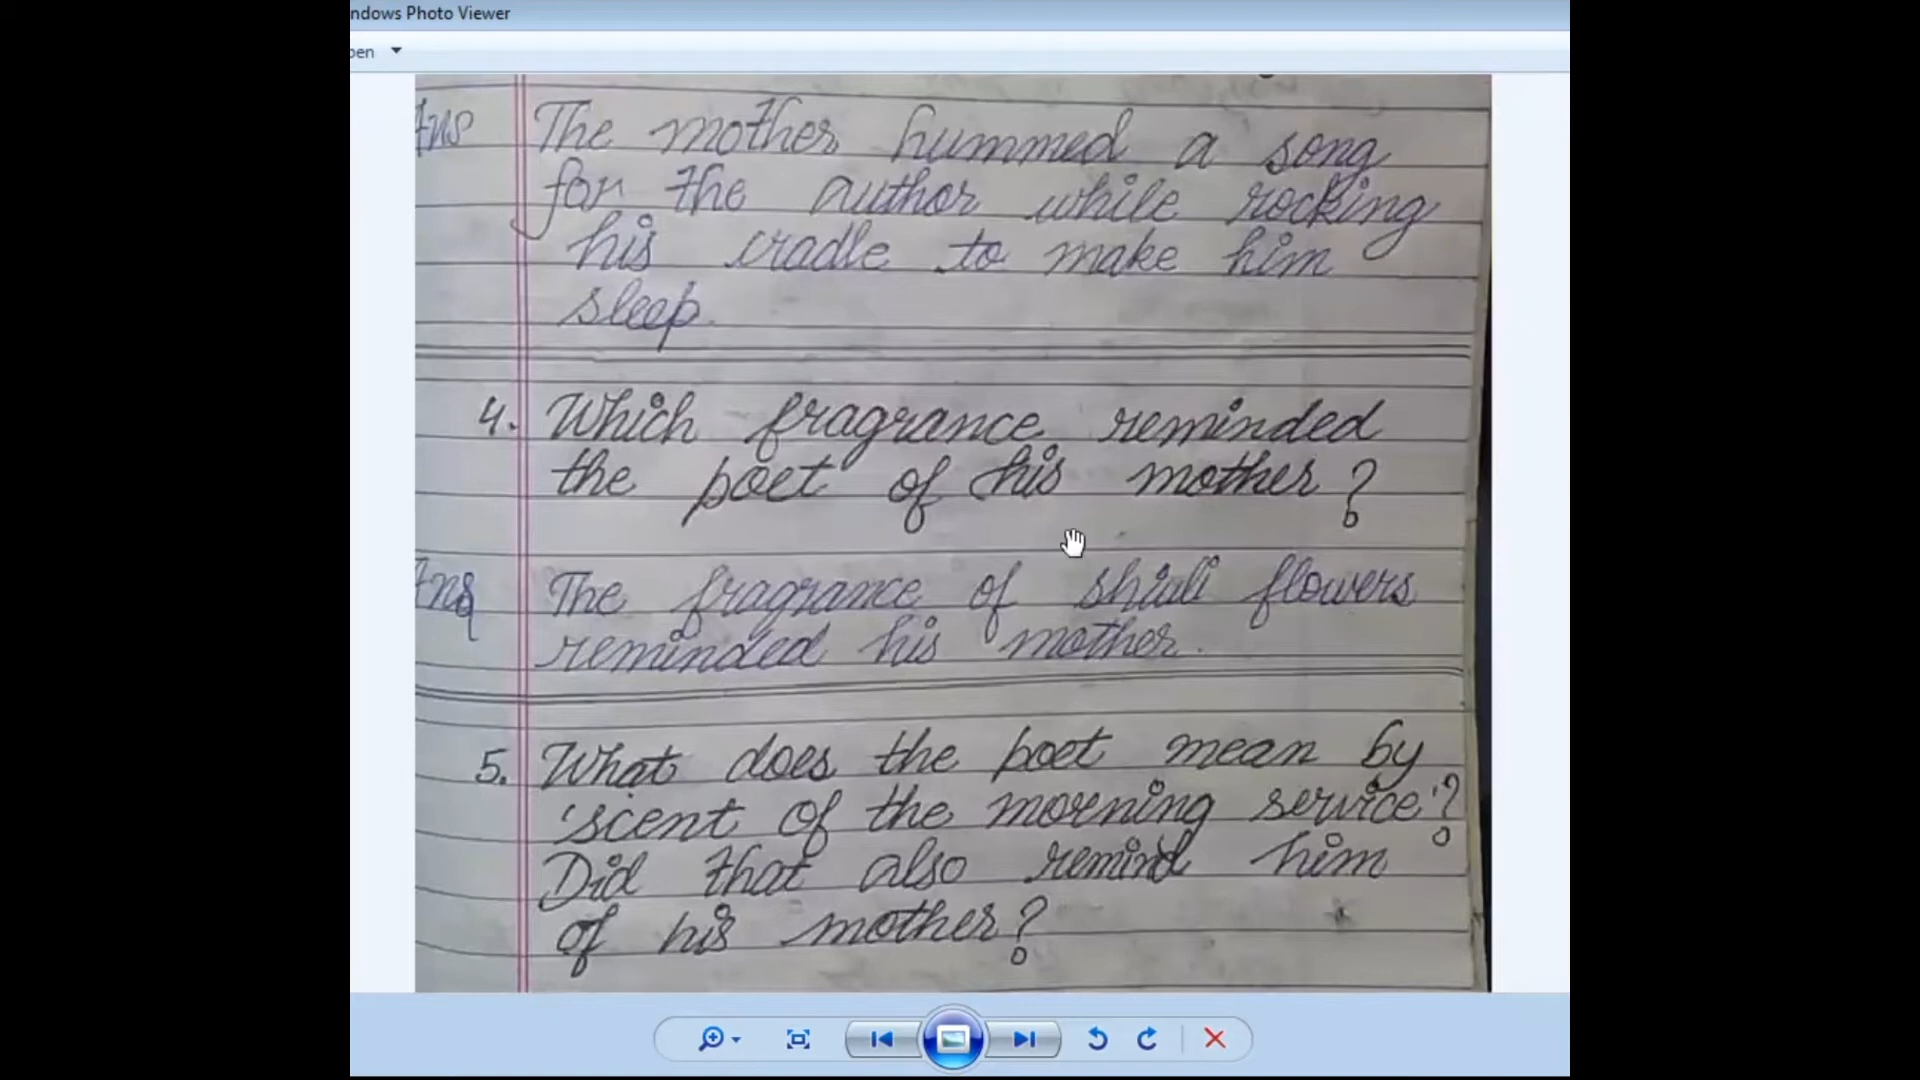 ndows Photo Viewer
pen
Ans The mother hummed a song
for the author while rocking
his cradle to make him
sleep.
4. Which fragrance reminded
the poet of his mother?
Ans The fragrance of shiuli flowers
reminded his mother.
5. What does the poet mean by
'scent of the morning service'?
Did that also remind him
of his mother?